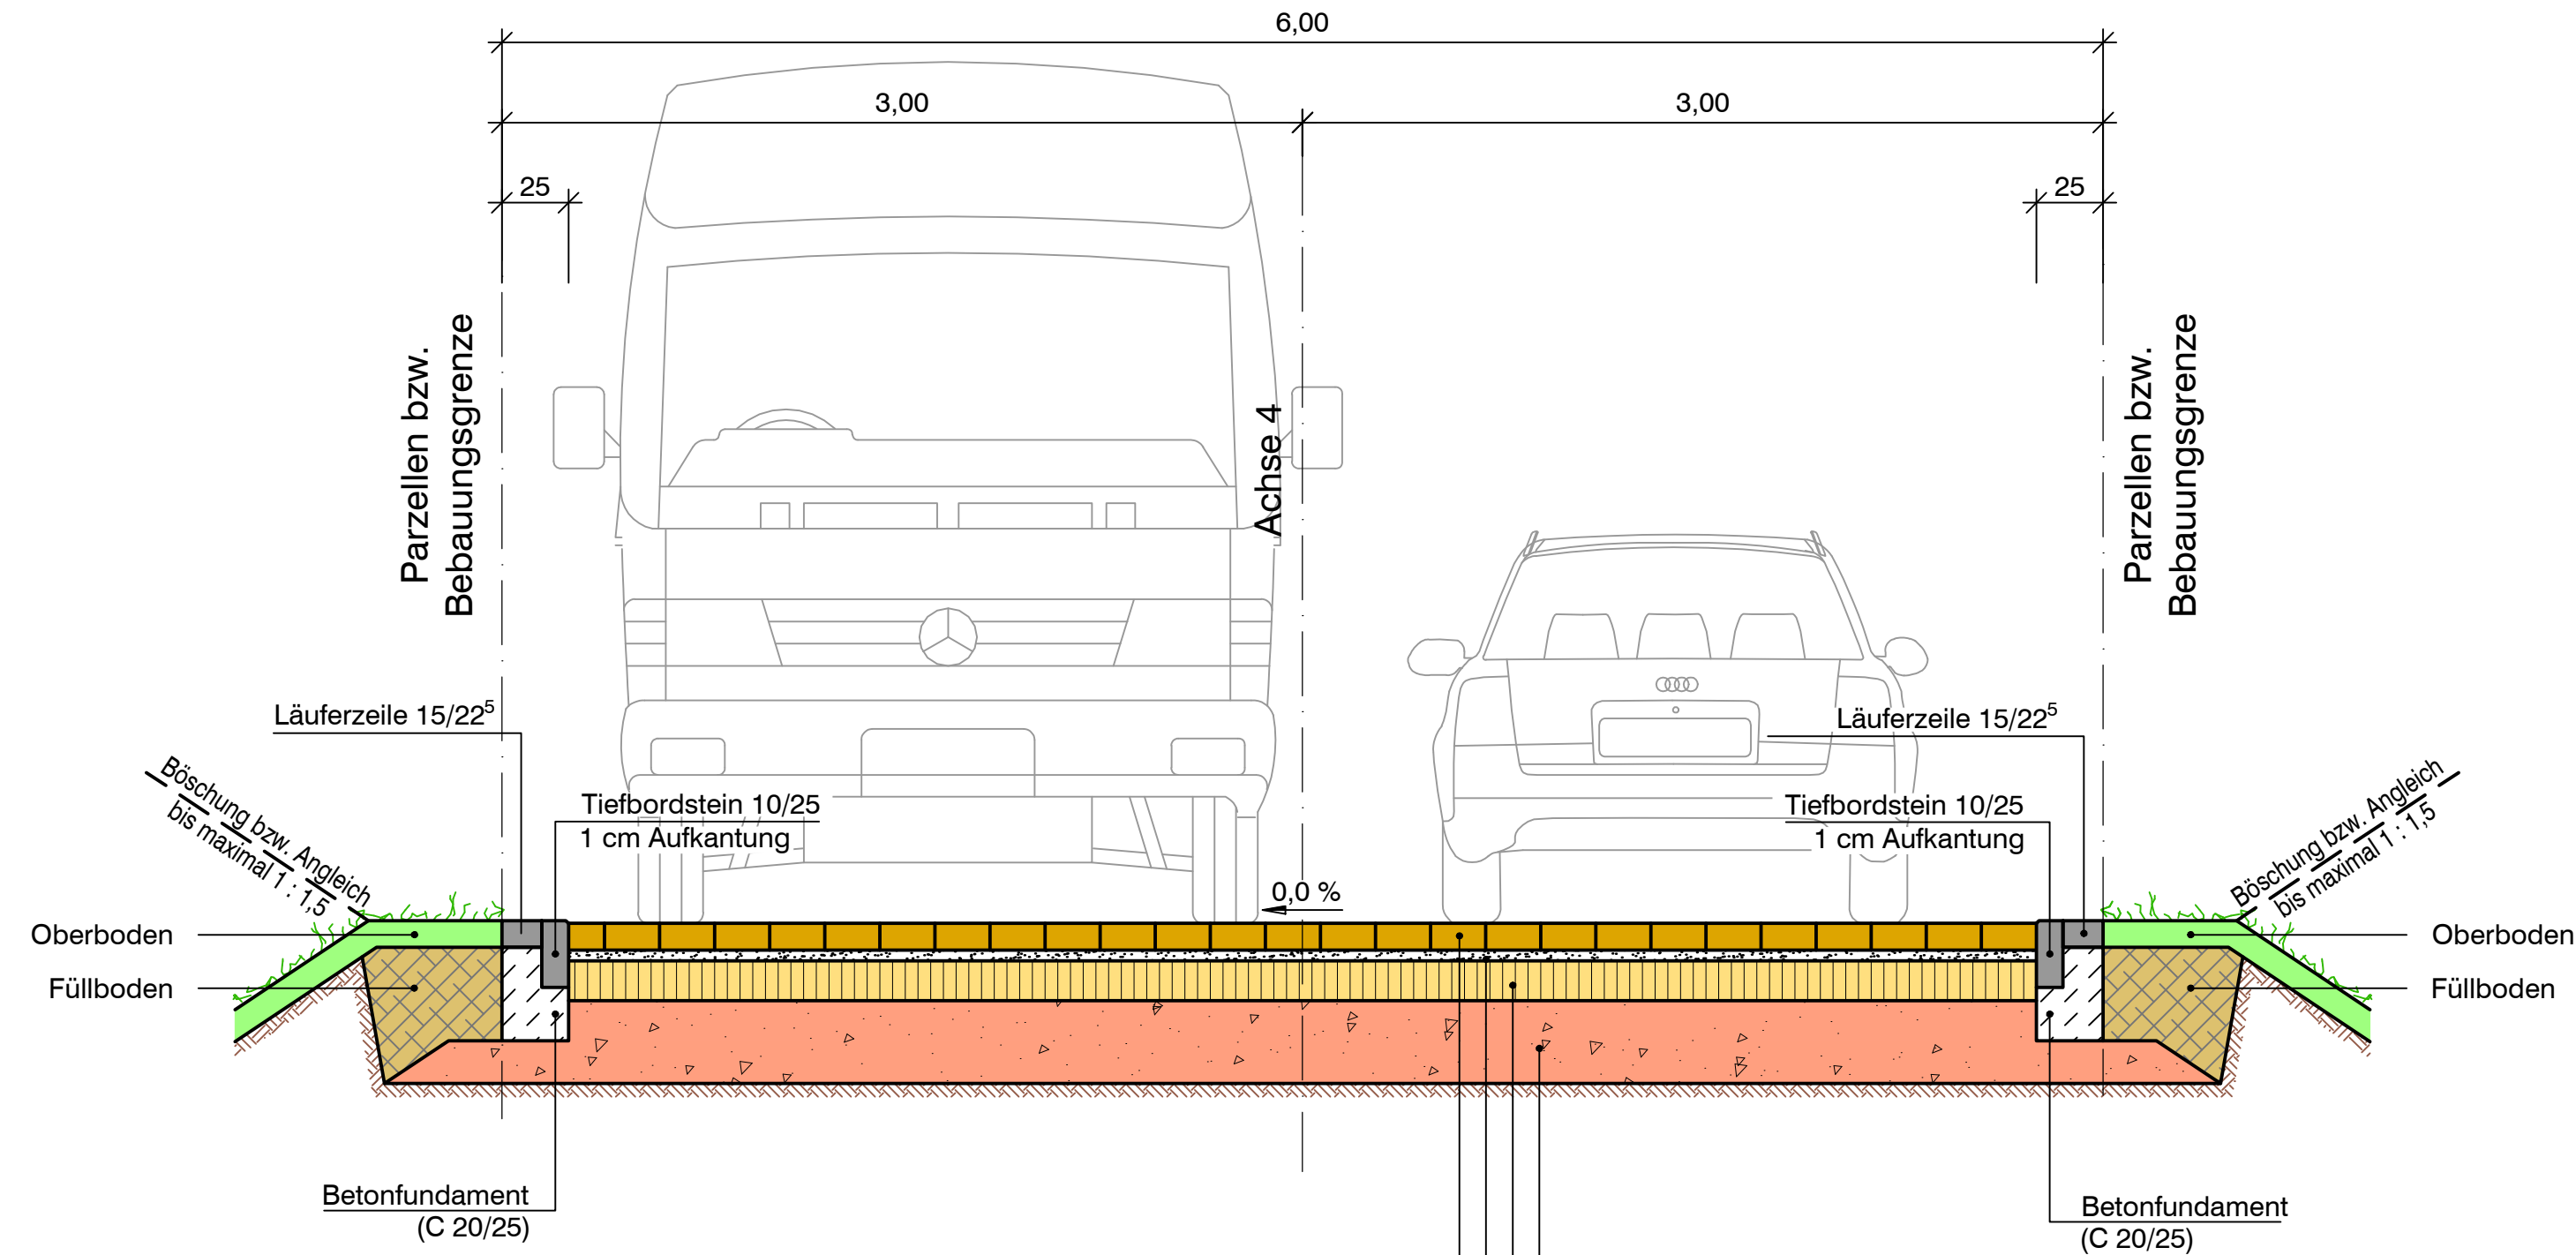 6,00
3,00
3,00
25
25
Parzellen bzw.
Bebauungsgrenze
Achse 4
Parzellen bzw.
Bebauungsgrenze
Läuferzeile 15/22⁵
Läuferzeile 15/22⁵
Böschung bzw. Angleich
bis maximal 1 : 1,5
Tiefbordstein 10/25
1 cm Aufkantung
Tiefbordstein 10/25
1 cm Aufkantung
Böschung bzw. Angleich
bis maximal 1 : 1,5
0,0 %
Oberboden
Oberboden
Füllboden
Füllboden
Betonfundament
(C 20/25)
Betonfundament
(C 20/25)